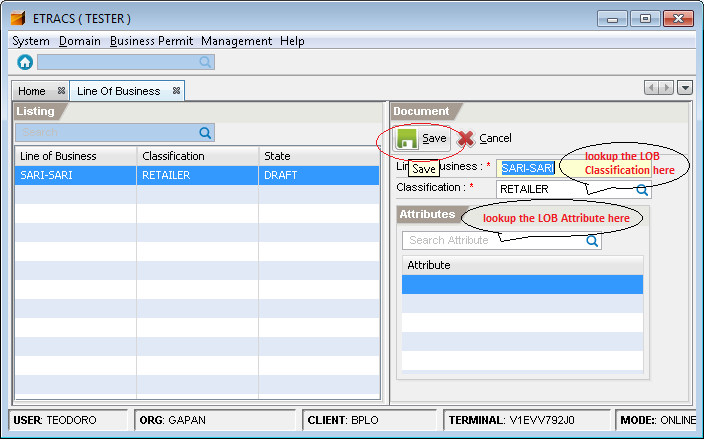 ETRACS ( TESTER )
System Domain Business Permit Management Help
Home Line Of Business
Listing
Search
Line of Business Classification State
SARI-SARI RETAILER DRAFT
Document
Save Cancel
Save
Business : * SARI-SARI
Classification : * RETAILER
lookup the LOB
Classification here
Attributes
lookup the LOB Attribute here
Search Attribute
Attribute
USER: TEODORO ORG: GAPAN CLIENT: BPLO TERMINAL: V1EVV792J0 MODE:: ONLINE